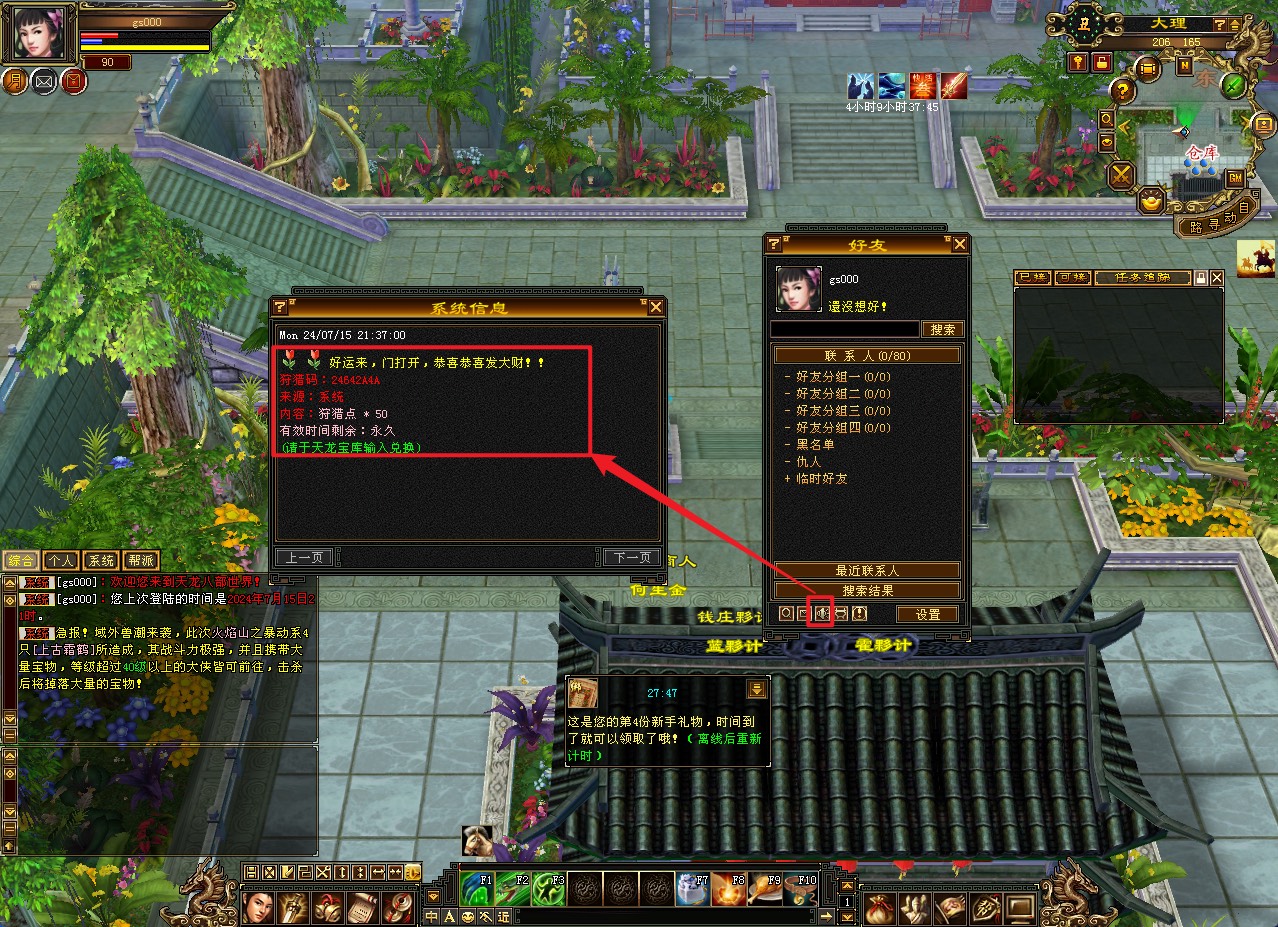 gs000
90
4小时9小时37:45
丑
大理
206 165
东
仓库
GM
自动寻路
系统信息
Mon 24/07/15 21:37:00
好运来，门打开，恭喜恭喜发大财！！
狩猎码：24642A4A
来源：系统
内容：狩猎点 * 50
有效时间剩余：永久
(请于天龙宝库输入兑换)
上一页
下一页
好友
gs000
還没想好！
搜索
联 系 人(0/80)
- 好友分组一(0/0)
- 好友分组二(0/0)
- 好友分组三(0/0)
- 好友分组四(0/0)
- 黑名单
- 仇人
+ 临时好友
最近联系人
搜索结果
设置
已接 可接 任务追踪
综合 个人 系统 帮派
系统 [gs000]：欢迎您来到天龙八部世界！
系统 [gs000]：您上次登陆的时间是2024年7月15日21时。
系统 急报！域外兽潮来袭，此次火焰山之暴动系4
只[上古霜鹤]所造成，其战斗力极强，并且携带大
量宝物，等级超过40级以上的大侠皆可前往，击杀
后将掉落大量的宝物！
商人
何生金
钱庄夥计
蓝夥计
霍夥计
27:47
这是您的第4份新手礼物，时间到
了就可以领取了哦！（离线后重新
计时）
F1 F2 F3 F7 F8 F9 F10
中 A 近
1